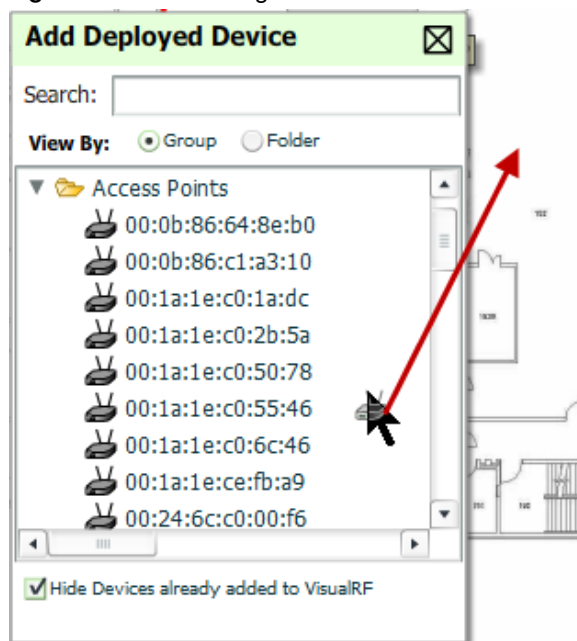 Add Deployed Device
Search:
View By: Group Folder
Access Points
00:0b:86:64:8e:b0
00:0b:86:c1:a3:10
00:1a:1e:c0:1a:dc
00:1a:1e:c0:2b:5a
00:1a:1e:c0:50:78
00:1a:1e:c0:55:46
00:1a:1e:c0:6c:46
00:1a:1e:ce:fb:a9
00:24:6c:c0:00:f6
Hide Devices already added to VisualRF